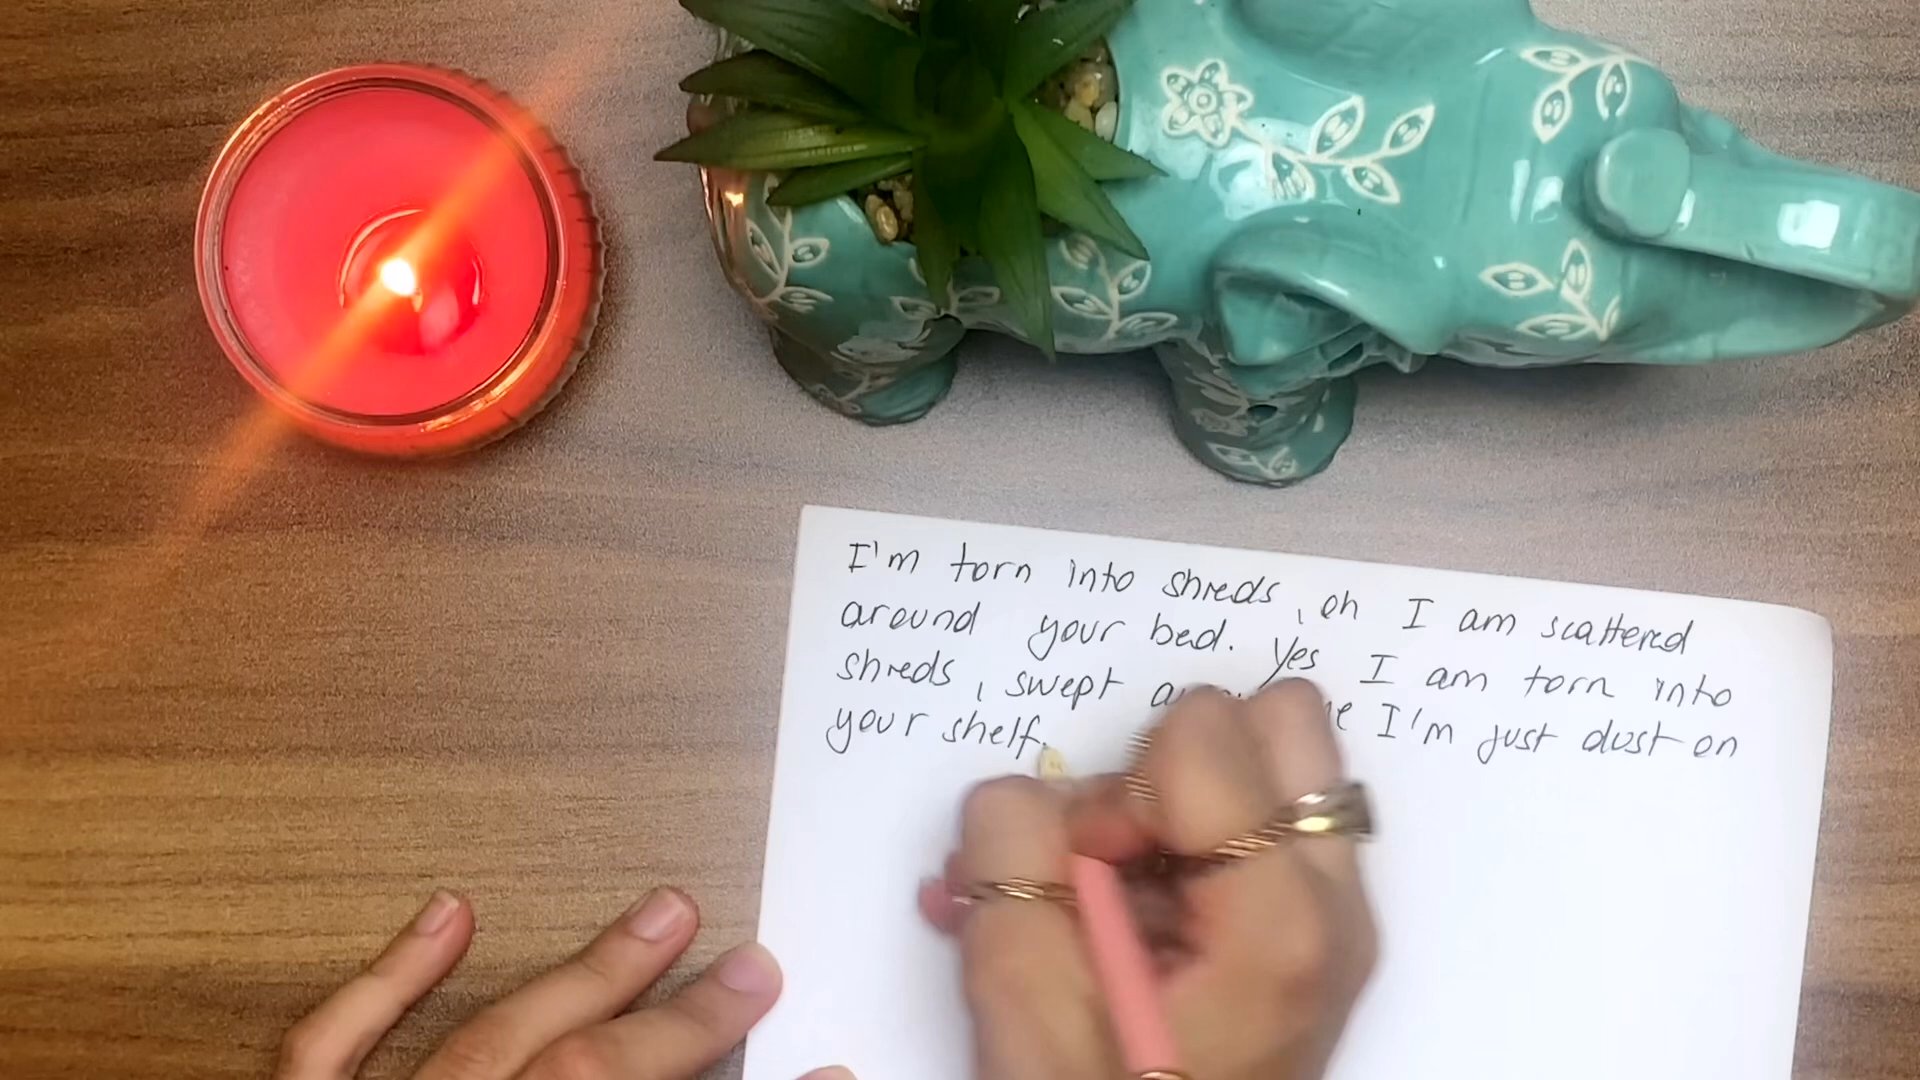 I'm torn into shreds, oh I am scattered
around your bed. Yes I am torn into
shreds, swept I'm just dust on
your shelf.